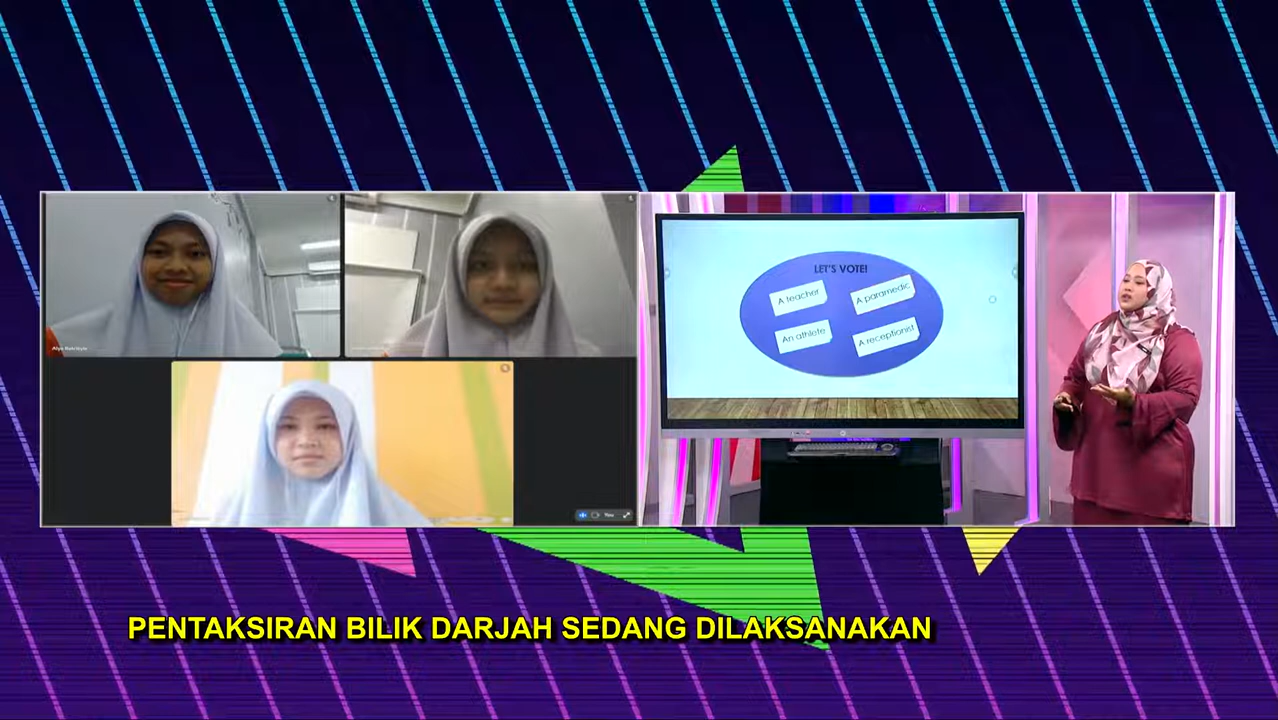 LET'S VOTE!
A teacher
A paramedic
An athlete
A receptionist
PENTAKSIRAN BILIK DARJAH SEDANG DILAKSANAKAN